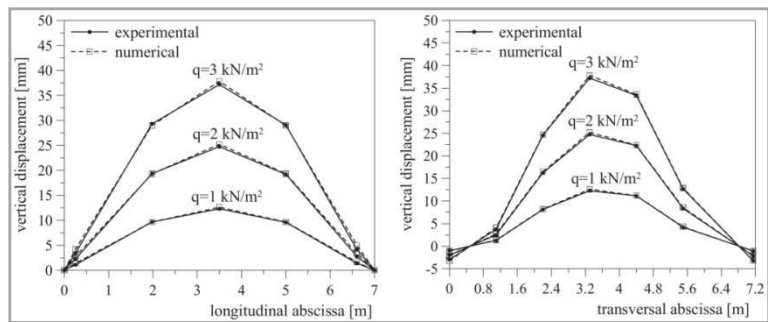 50
45
40
35
30
25
20
15
10
5
0
vertical displacement [mm]
experimental
numerical
q=3 kN/m²
q=2 kN/m²
q=1 kN/m²
0 1 2 3 4 5 6 7
longitudinal abscissa [m]
50
45
40
35
30
25
20
15
10
5
0
-5
vertical displacement [mm]
experimental
numerical
q=3 kN/m²
q=2 kN/m²
q=1 kN/m²
0 0.8 1.6 2.4 3.2 4 4.8 5.6 6.4 7.2
transversal abscissa [m]